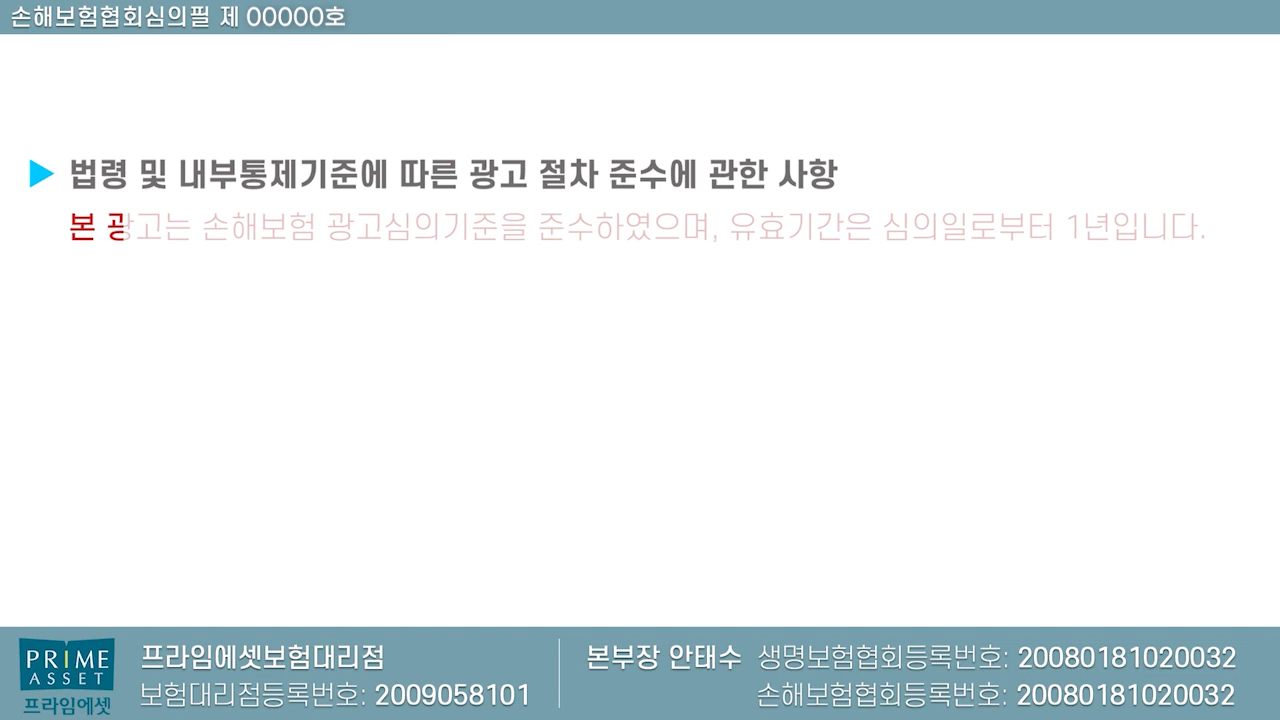 손해보험협회심의필 제 00000호
▶ 법령 및 내부통제기준에 따른 광고 절차 준수에 관한 사항
본 광고는 손해보험 광고심의기준을 준수하였으며, 유효기간은 심의일로부터 1년입니다.
PRIME
ASSET
프라임에셋
프라임에셋보험대리점
보험대리점등록번호: 2009058101
본부장 안태수 생명보험협회등록번호: 20080181020032
손해보험협회등록번호: 20080181020032